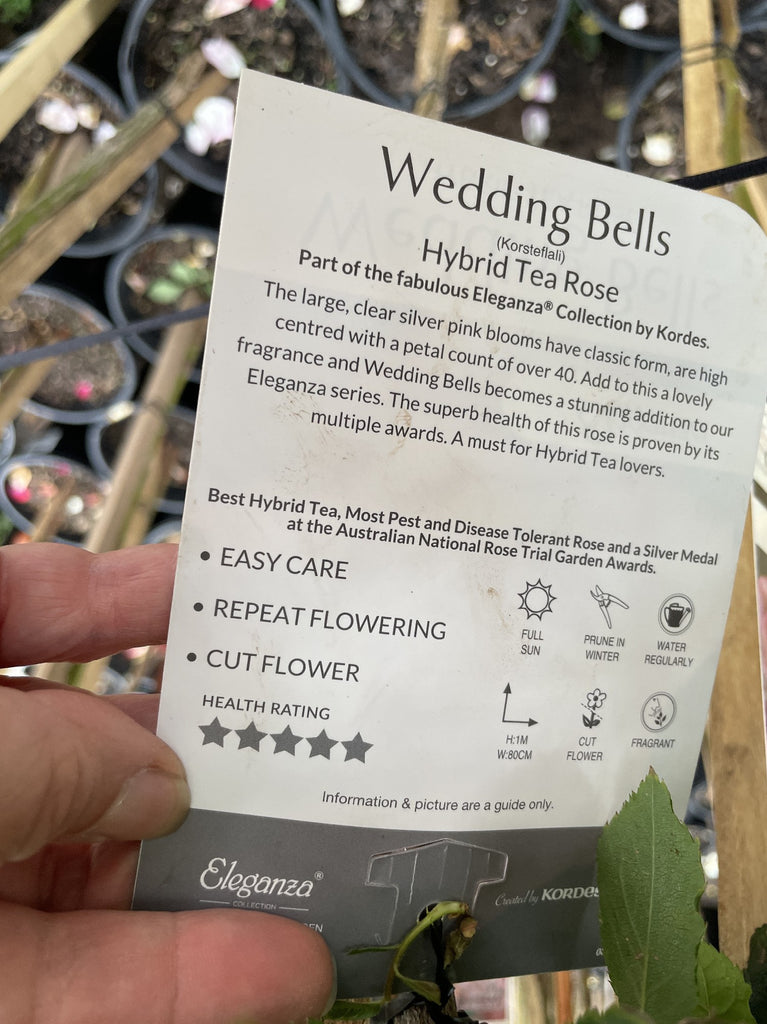 Wedding Bells
(Korsteflali)
Hybrid Tea Rose
Part of the fabulous Eleganza® Collection by Kordes.
The large, clear silver pink blooms have classic form, are high
centred with a petal count of over 40. Add to this a lovely
fragrance and Wedding Bells becomes a stunning addition to our
Eleganza series. The superb health of this rose is proven by its
multiple awards. A must for Hybrid Tea lovers.
Best Hybrid Tea, Most Pest and Disease Tolerant Rose and a Silver Medal
at the Australian National Rose Trial Garden Awards.
• EASY CARE
• REPEAT FLOWERING
• CUT FLOWER
HEALTH RATING
FULL
SUN
PRUNE IN
WINTER
WATER
REGULARLY
H:1M
W:80CM
CUT
FLOWER
FRAGRANT
Information & picture are a guide only.
Eleganza®
COLLECTION
Created by KORDES